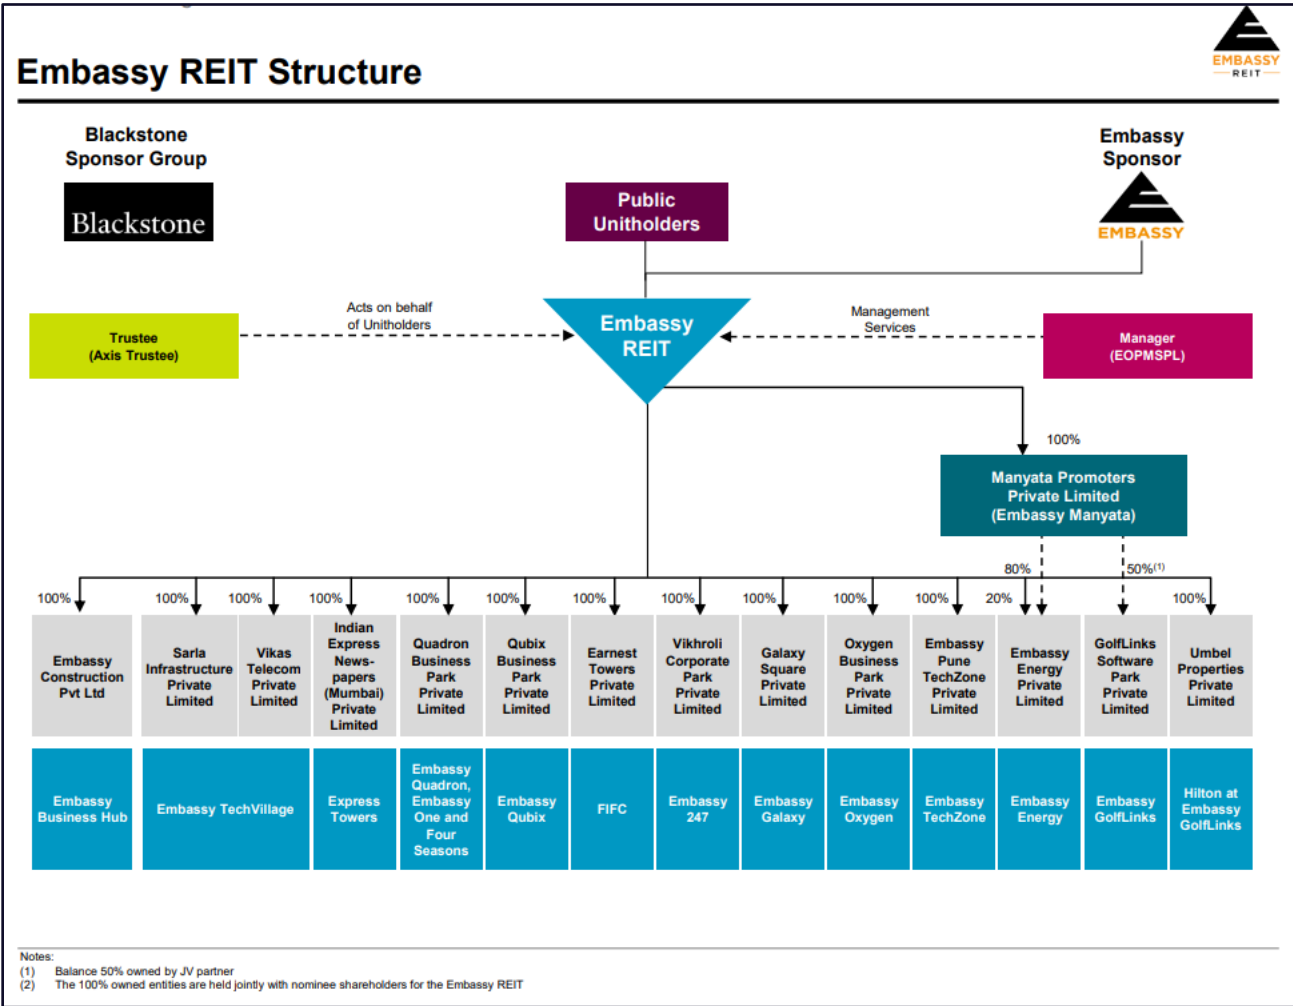 EMBASSY
REIT
Embassy REIT Structure
Blackstone
Sponsor Group
Blackstone
Public
Unitholders
Embassy
Sponsor
EMBASSY
Trustee
(Axis Trustee)
Acts on behalf
of Unitholders
Embassy
REIT
Management
Services
Manager
(EOPMSPL)
100%
Manyata Promoters
Private Limited
(Embassy Manyata)
80%
50%(1)
100%
100%
100%
100%
100%
100%
100%
100%
100%
100%
100%
20%
100%
Embassy
Construction
Pvt Ltd
Sarla
Infrastructure
Private
Limited
Vikas
Telecom
Private
Limited
Indian
Express
News-
papers
(Mumbai)
Private
Limited
Quadron
Business
Park
Private
Limited
Qubix
Business
Park
Private
Limited
Earnest
Towers
Private
Limited
Vikhroli
Corporate
Park
Private
Limited
Galaxy
Square
Private
Limited
Oxygen
Business
Park
Private
Limited
Embassy
Pune
TechZone
Private
Limited
Embassy
Energy
Private
Limited
GolfLinks
Software
Park
Private
Limited
Umbel
Properties
Private
Limited
Embassy
Business Hub
Embassy TechVillage
Express
Towers
Embassy
Quadron,
Embassy
One and
Four
Seasons
Embassy
Qubix
FIFC
Embassy
247
Embassy
Galaxy
Embassy
Oxygen
Embassy
TechZone
Embassy
Energy
Embassy
GolfLinks
Hilton at
Embassy
GolfLinks
Notes:
(1) Balance 50% owned by JV partner
(2) The 100% owned entities are held jointly with nominee shareholders for the Embassy REIT